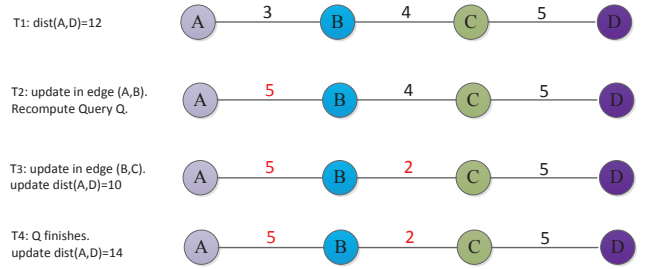 T1: dist(A,D)=12
A 3 B 4 C 5 D
T2: update in edge (A,B).
Recompute Query Q.
A 5 B 4 C 5 D
T3: update in edge (B,C).
update dist(A,D)=10
A 5 B 2 C 5 D
T4: Q finishes.
update dist(A,D)=14
A 5 B 2 C 5 D